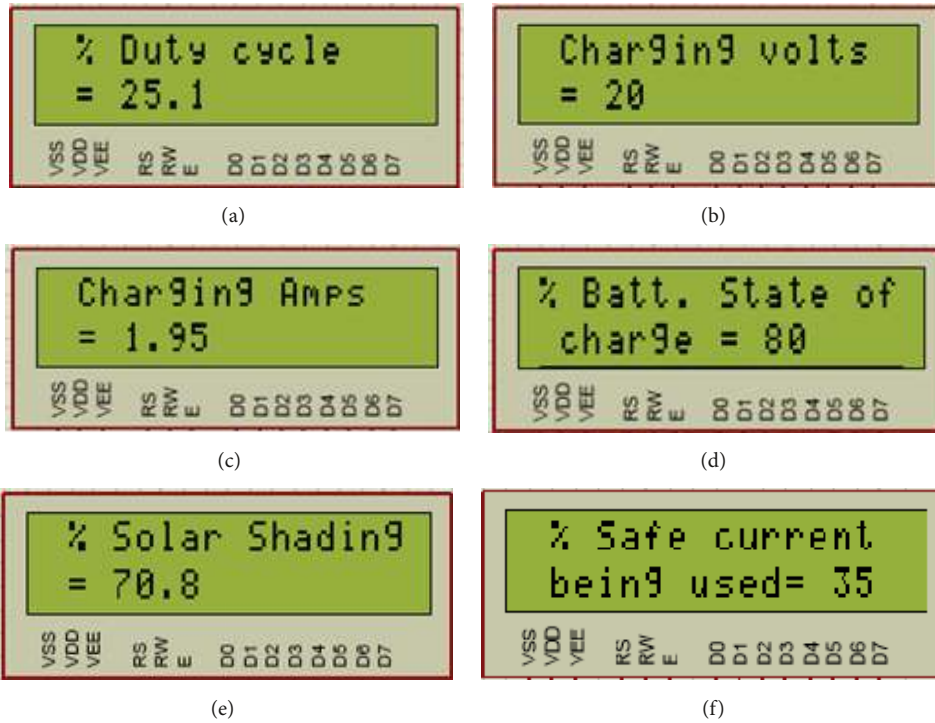 % Duty cycle
= 25.1
VSS VDD VEE RS RW E D0 D1 D2 D3 D4 D5 D6 D7
(a)
Charging volts
= 20
VSS VDD VEE RS RW E D0 D1 D2 D3 D4 D5 D6 D7
(b)
Charging Amps
= 1.95
VSS VDD VEE RS RW E D0 D1 D2 D3 D4 D5 D6 D7
(c)
% Batt. State of
charge = 80
VSS VDD VEE RS RW E D0 D1 D2 D3 D4 D5 D6 D7
(d)
% Solar Shading
= 70.8
VSS VDD VEE RS RW E D0 D1 D2 D3 D4 D5 D6 D7
(e)
% Safe current
being used= 35
VSS VDD VEE RS RW E D0 D1 D2 D3 D4 D5 D6 D7
(f)